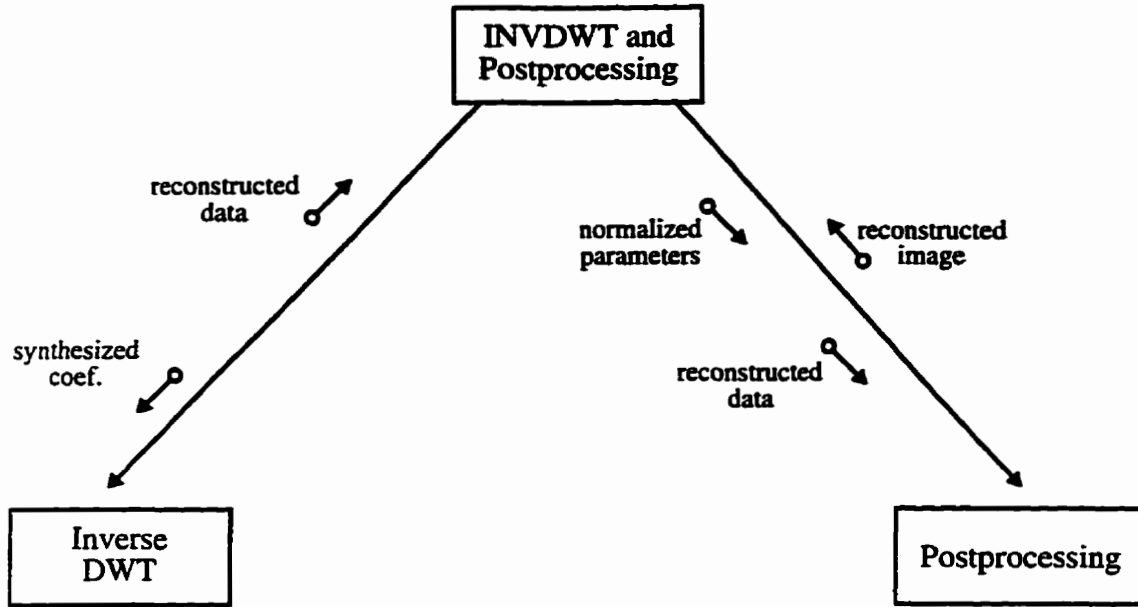 INVDWT and
Postprocessing
reconstructed
data
normalized
parameters
reconstructed
image
synthesized
coef.
reconstructed
data
Inverse
DWT
Postprocessing